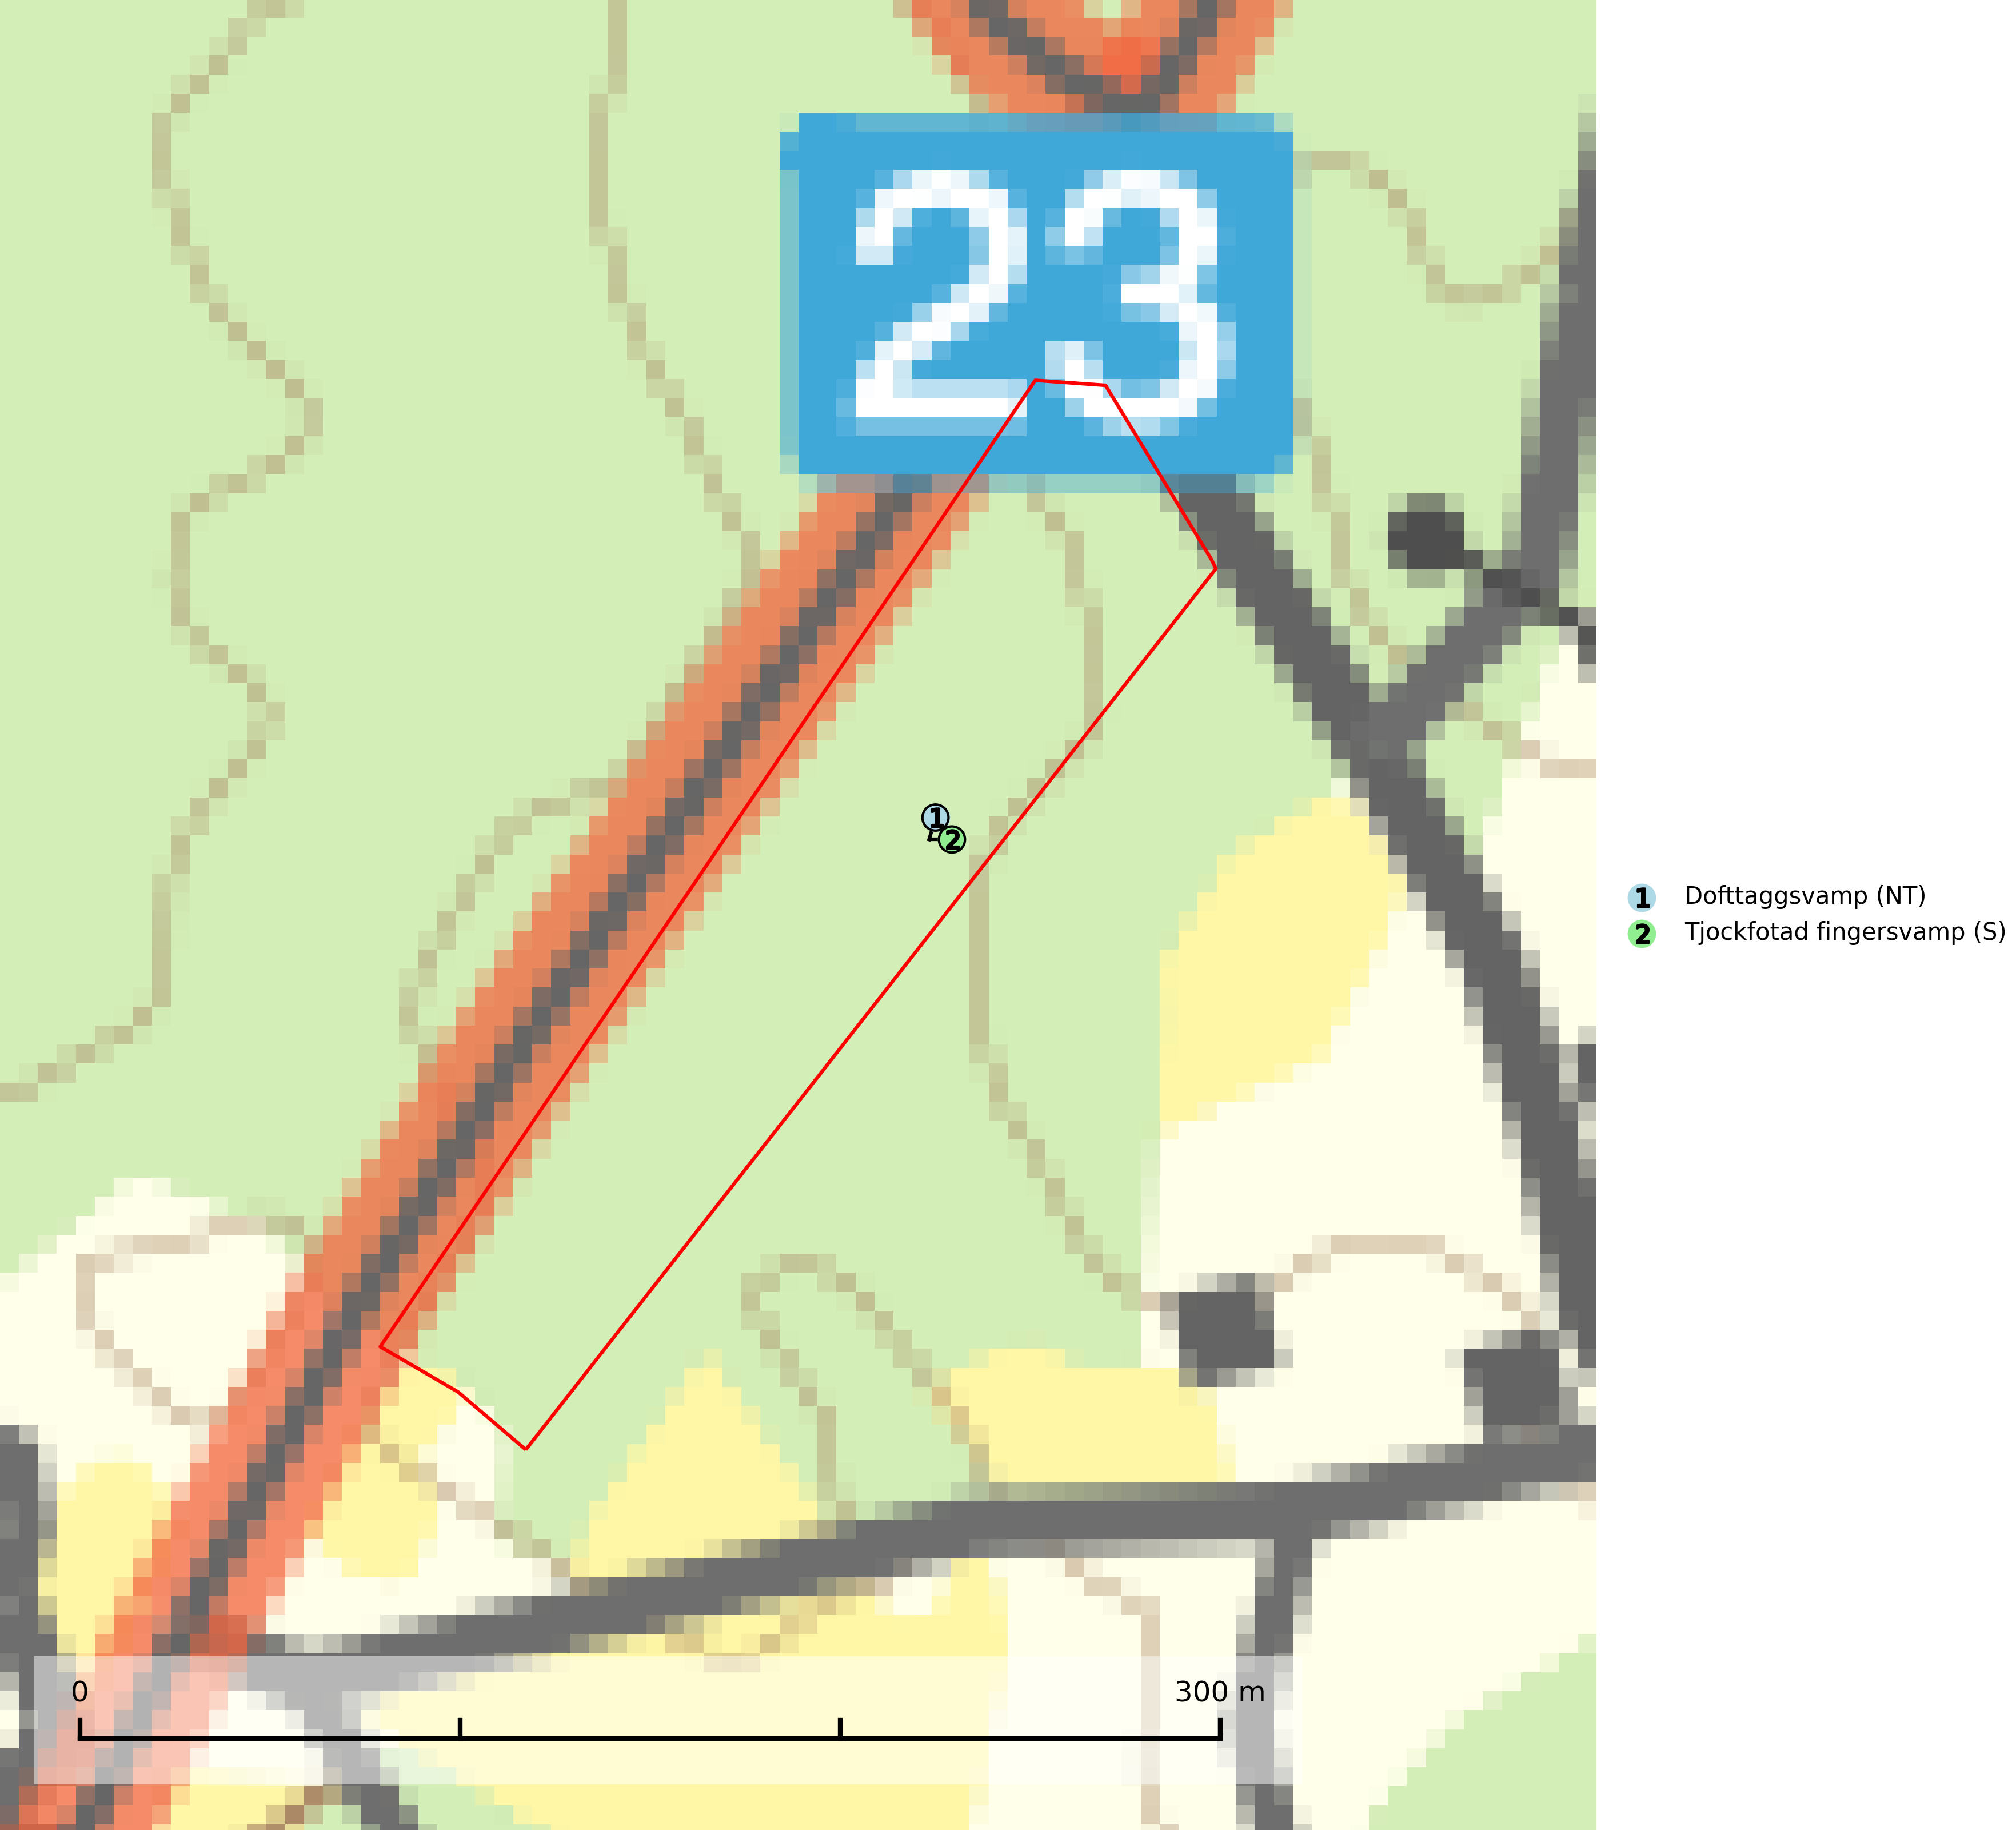 23
1
2
1 Dofttaggsvamp (NT)
2 Tjockfotad fingersvamp (S)
0 300 m